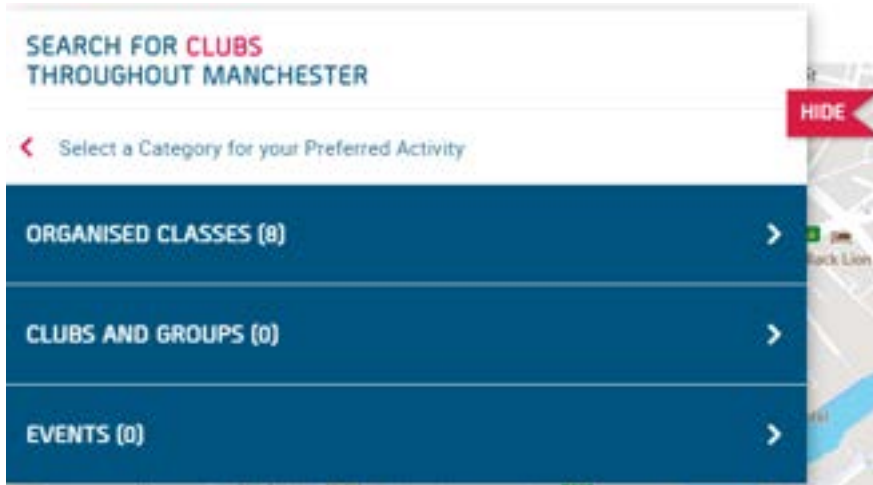 SEARCH FOR CLUBS
THROUGHOUT MANCHESTER
HIDE
Select a Category for your Preferred Activity
ORGANISED CLASSES (8)
Black Lion
CLUBS AND GROUPS (0)
EVENTS (0)